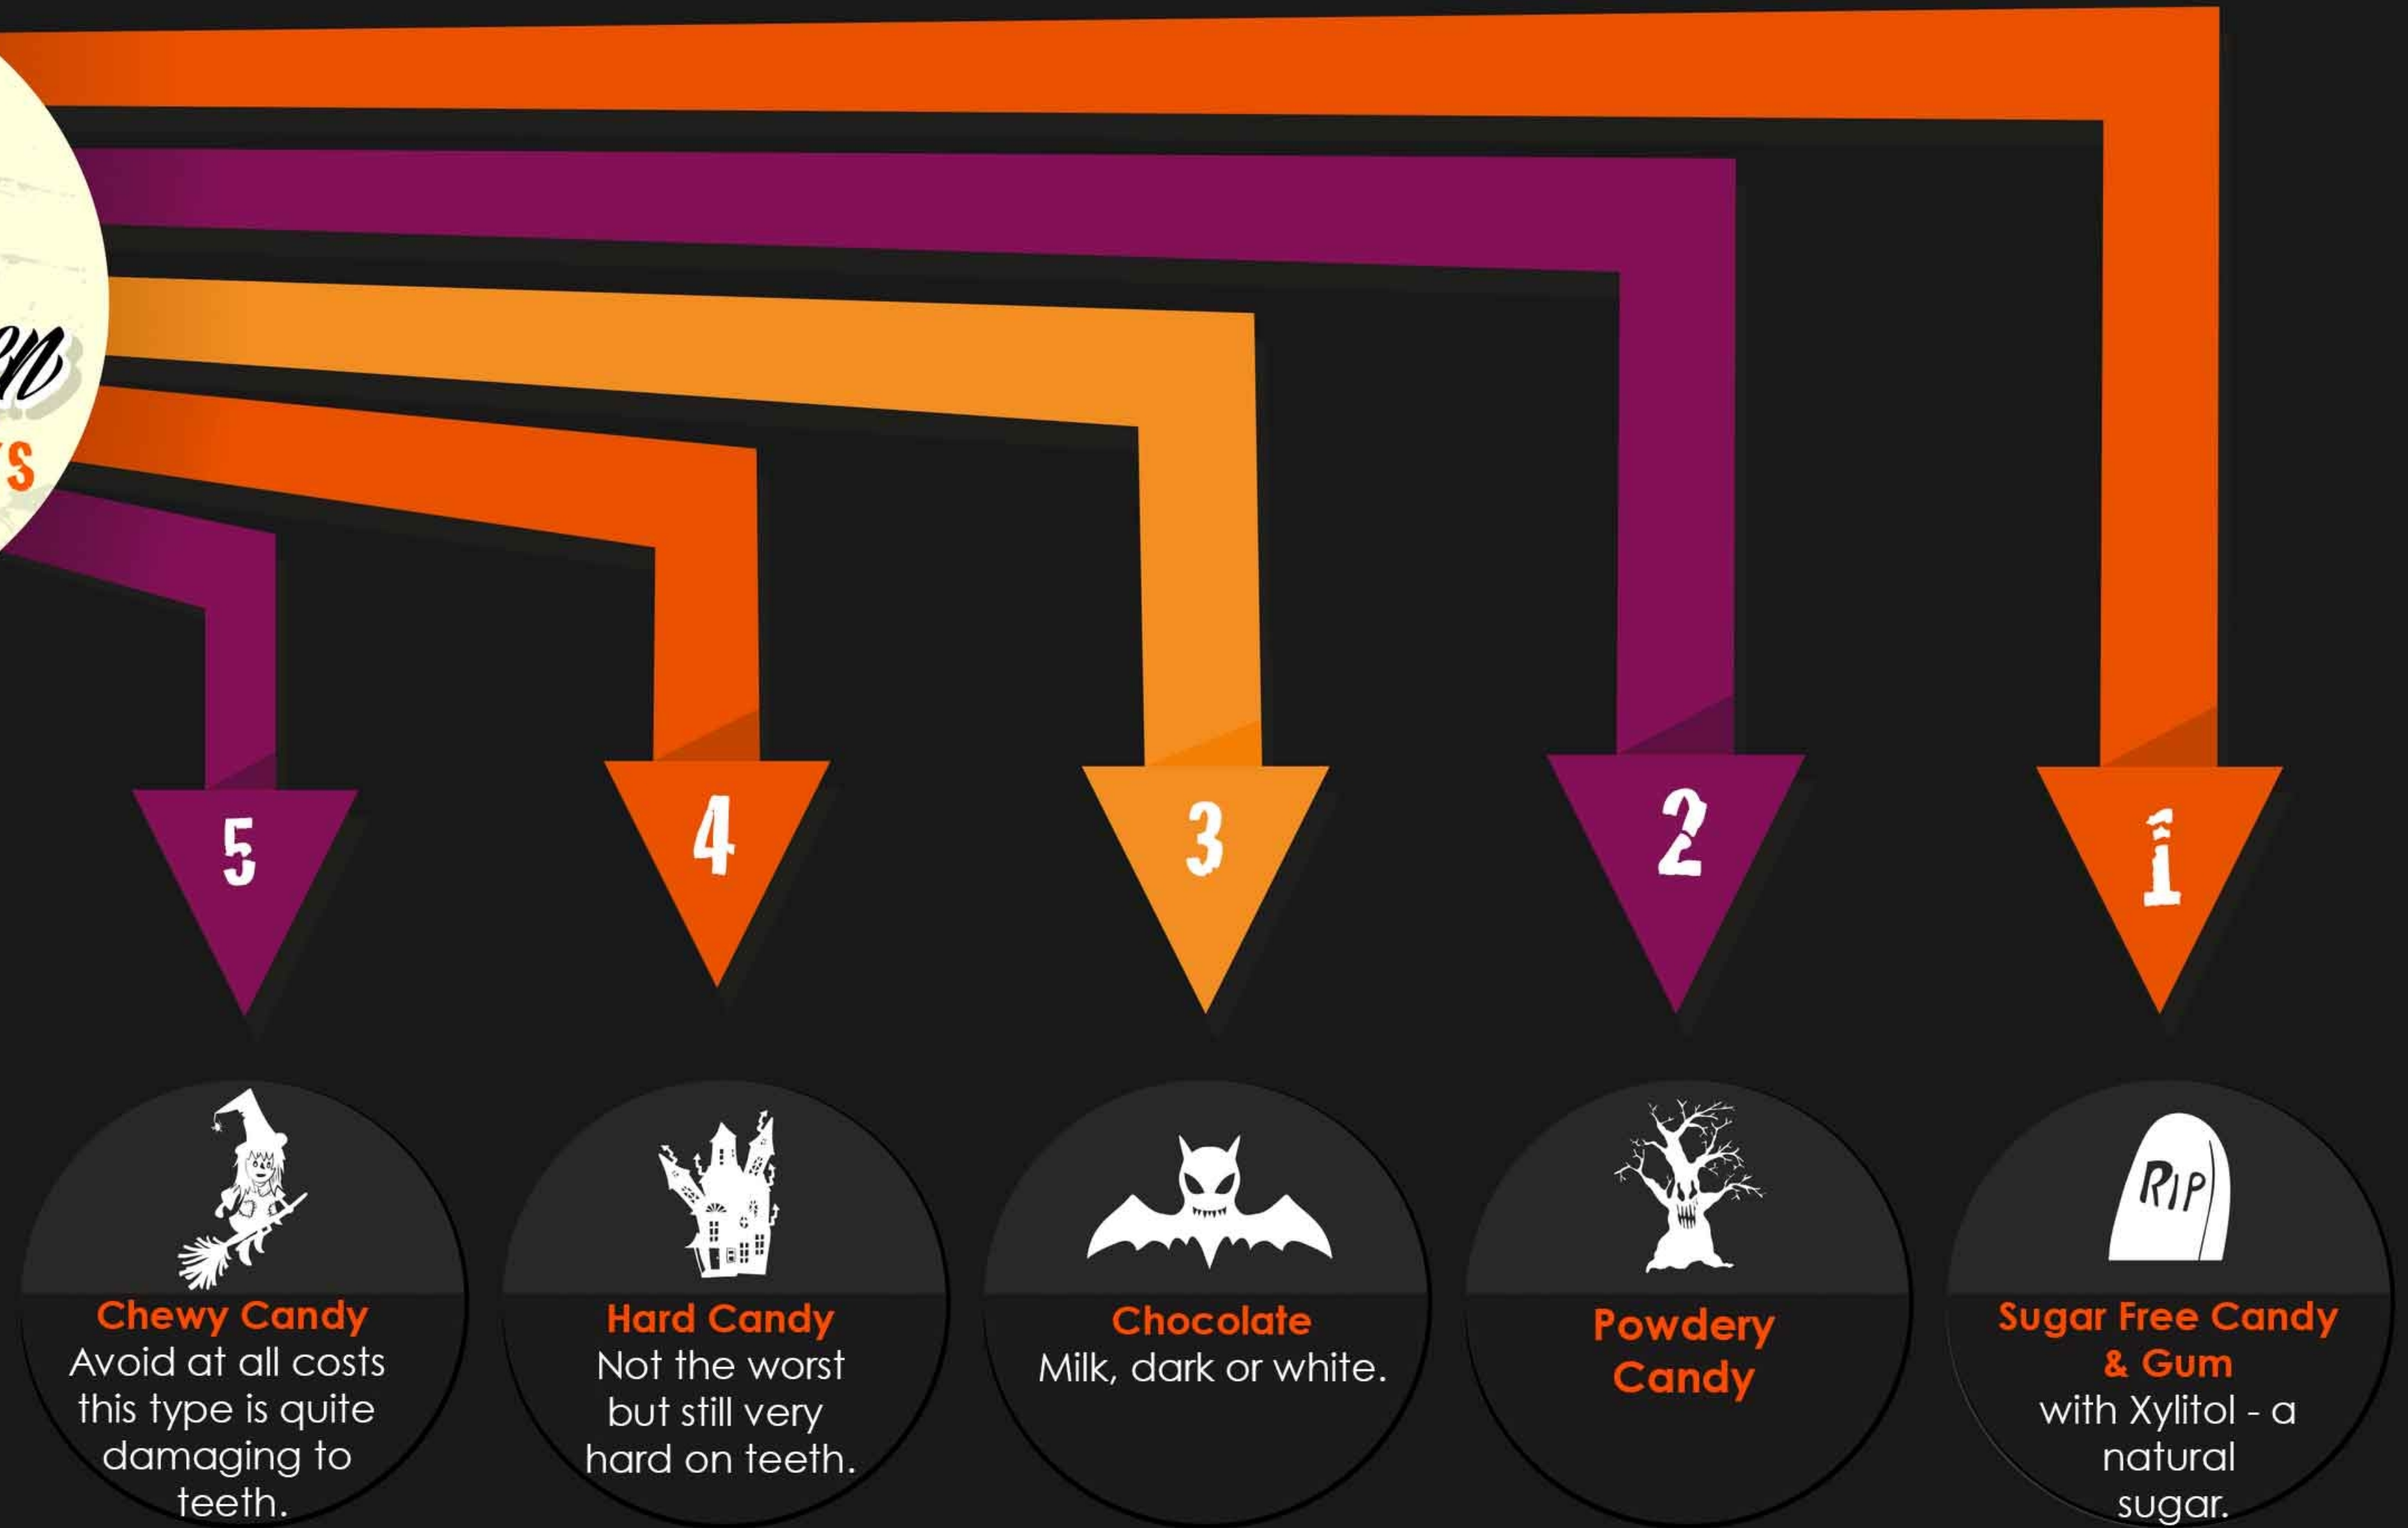 5
4
3
2
1
RIP
Chewy Candy
Avoid at all costs
this type is quite
damaging to
teeth.
Hard Candy
Not the worst
but still very
hard on teeth.
Chocolate
Milk, dark or white.
Powdery
Candy
Sugar Free Candy
& Gum
with Xylitol - a
natural
sugar.